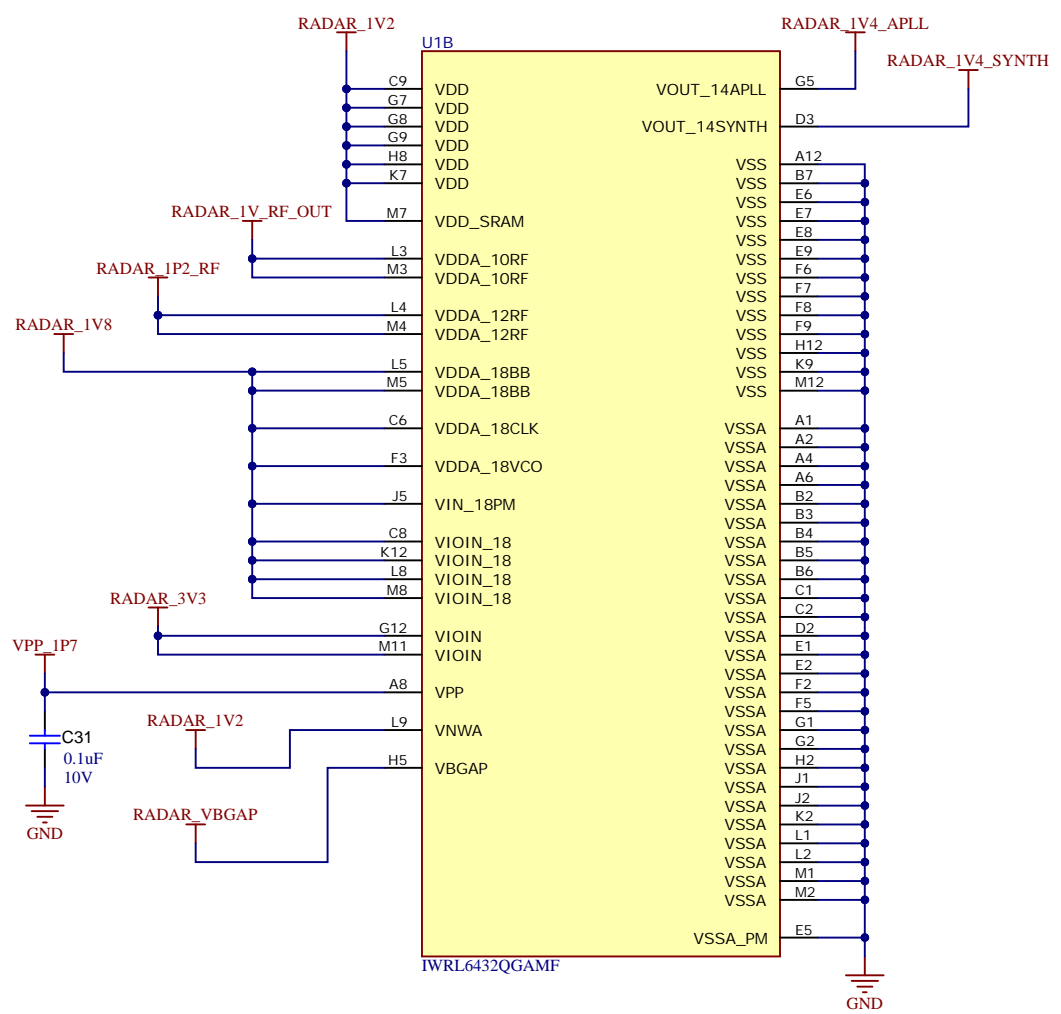 RADAR_1V2
RADAR_1V4_APLL
RADAR_1V4_SYNTH
U1B
C9 VDD
G7 VDD
G8 VDD
G9 VDD
H8 VDD
K7 VDD
M7 VDD_SRAM
RADAR_1V_RF_OUT
L3 VDDA_10RF
M3 VDDA_10RF
RADAR_1P2_RF
L4 VDDA_12RF
M4 VDDA_12RF
RADAR_1V8
L5 VDDA_18BB
M5 VDDA_18BB
C6 VDDA_18CLK
F3 VDDA_18VCO
J5 VIN_18PM
C8 VIOIN_18
K12 VIOIN_18
L8 VIOIN_18
M8 VIOIN_18
RADAR_3V3
G12 VIOIN
M11 VIOIN
VPP_1P7
A8 VPP
C31
0.1uF
10V
GND
RADAR_1V2
L9 VNWA
H5 VBGAP
RADAR_VBGAP
VOUT_14APLL G5
VOUT_14SYNTH D3
VSS A12
VSS B7
VSS E6
VSS E7
VSS E8
VSS E9
VSS F6
VSS F7
VSS F8
VSS F9
VSS H12
VSS K9
VSS M12
VSSA A1
VSSA A2
VSSA A4
VSSA A6
VSSA B2
VSSA B3
VSSA B4
VSSA B5
VSSA B6
VSSA C1
VSSA C2
VSSA D2
VSSA E1
VSSA E2
VSSA F2
VSSA F5
VSSA G1
VSSA G2
VSSA H2
VSSA J1
VSSA J2
VSSA K2
VSSA L1
VSSA L2
VSSA M1
VSSA M2
VSSA_PM E5
IWRL6432QGAMF
GND